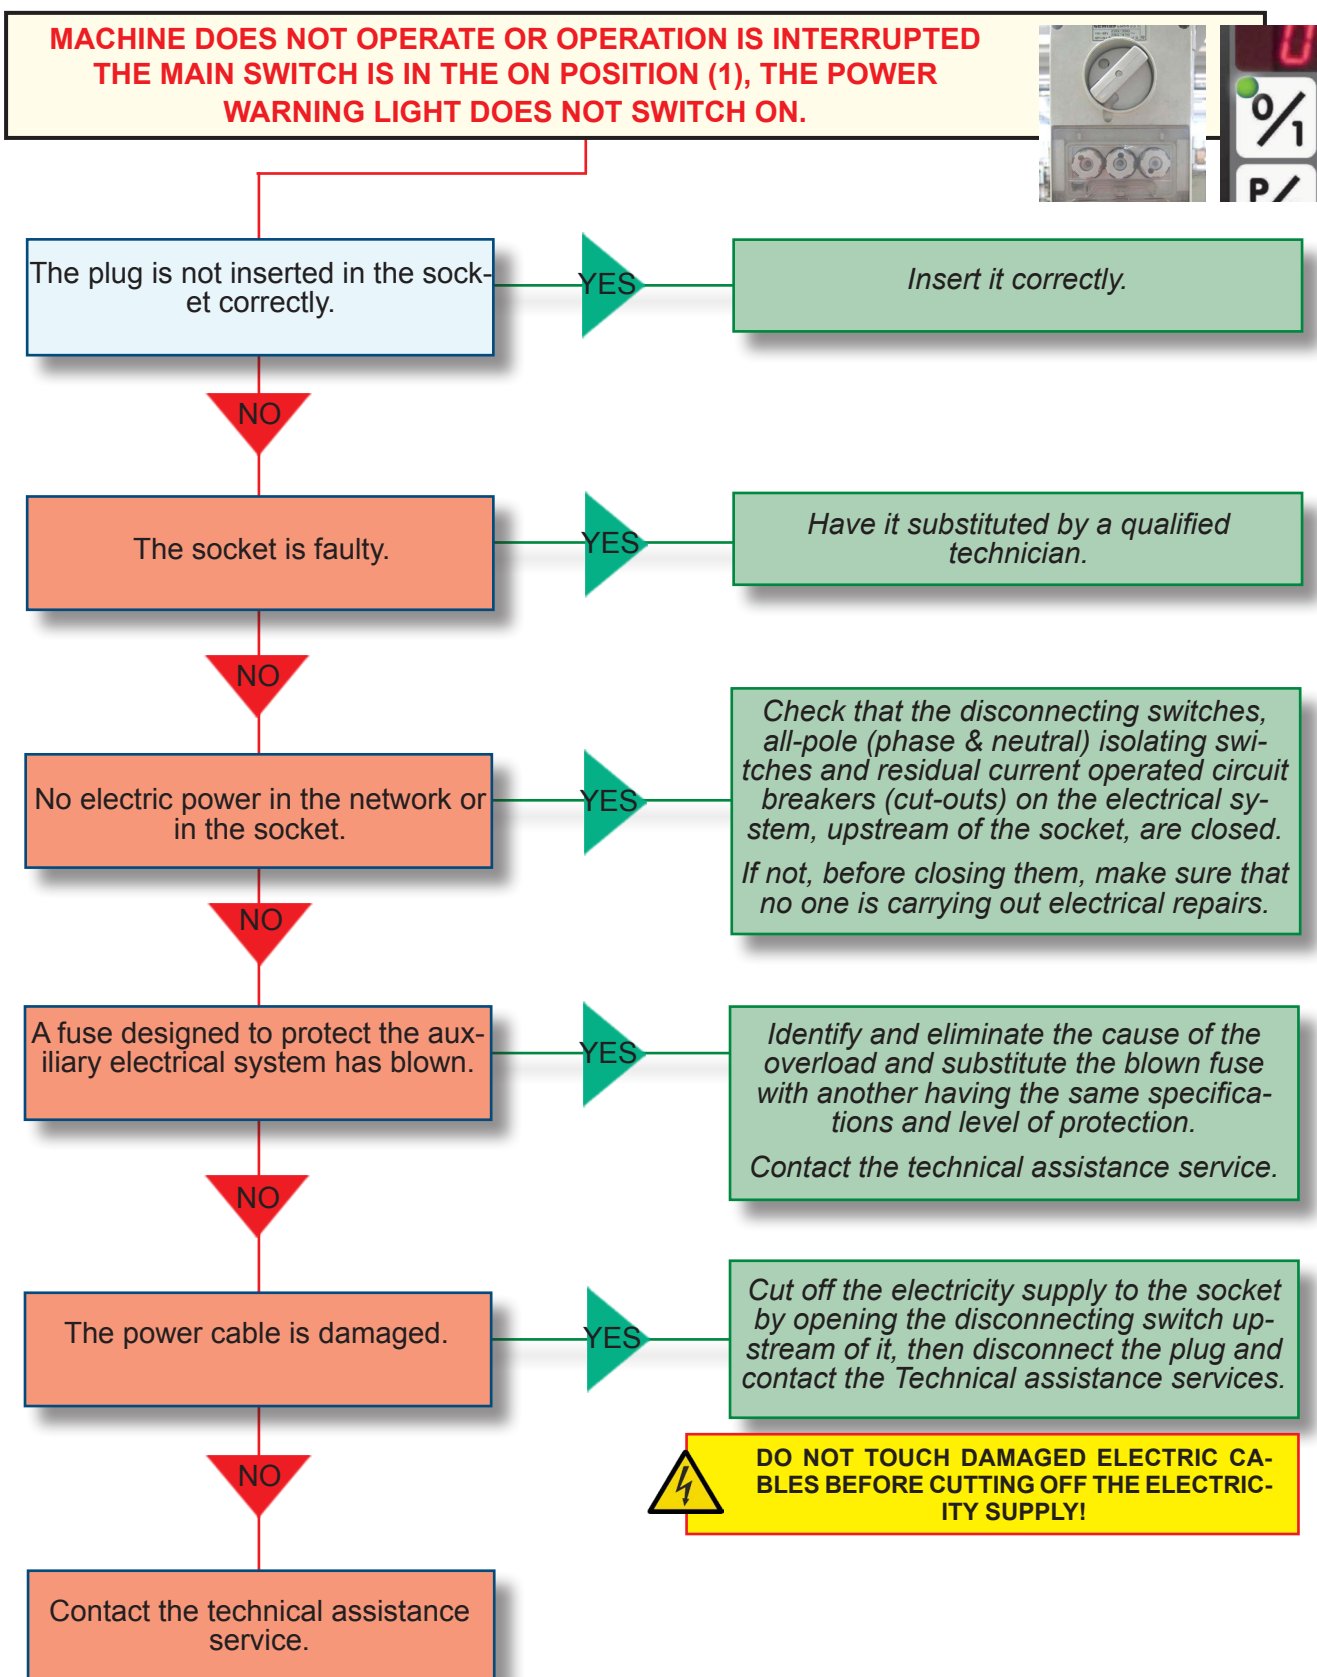 MACHINE DOES NOT OPERATE OR OPERATION IS INTERRUPTED
THE MAIN SWITCH IS IN THE ON POSITION (1), THE POWER
WARNING LIGHT DOES NOT SWITCH ON.
0
0/1
P/
The plug is not inserted in the sock-
et correctly.
YES
Insert it correctly.
NO
The socket is faulty.
YES
Have it substituted by a qualified
technician.
NO
No electric power in the network or
in the socket.
YES
Check that the disconnecting switches,
all-pole (phase & neutral) isolating swi-
tches and residual current operated circuit
breakers (cut-outs) on the electrical sy-
stem, upstream of the socket, are closed.
If not, before closing them, make sure that
no one is carrying out electrical repairs.
NO
A fuse designed to protect the aux-
iliary electrical system has blown.
YES
Identify and eliminate the cause of the
overload and substitute the blown fuse
with another having the same specifica-
tions and level of protection.
Contact the technical assistance service.
NO
The power cable is damaged.
YES
Cut off the electricity supply to the socket
by opening the disconnecting switch up-
stream of it, then disconnect the plug and
contact the Technical assistance services.
DO NOT TOUCH DAMAGED ELECTRIC CA-
BLES BEFORE CUTTING OFF THE ELECTRIC-
ITY SUPPLY!
NO
Contact the technical assistance
service.